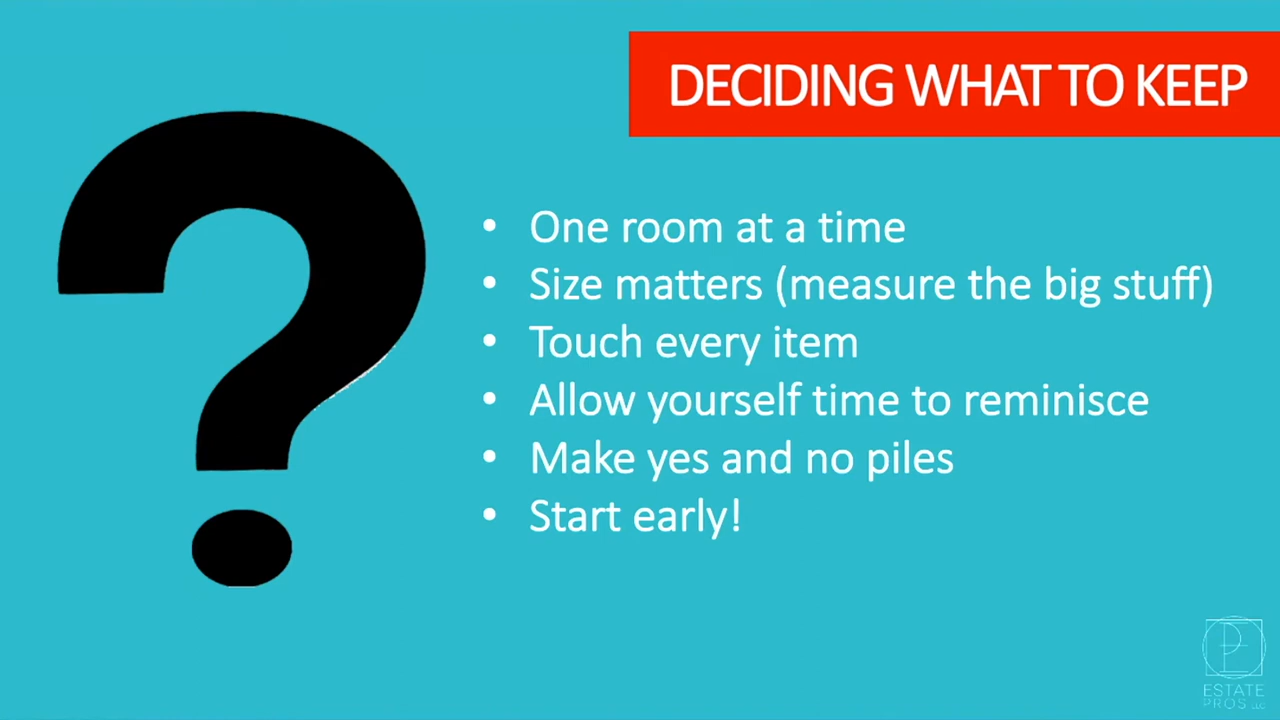 DECIDING WHAT TO KEEP
• One room at a time
• Size matters (measure the big stuff)
• Touch every item
• Allow yourself time to reminisce
• Make yes and no piles
• Start early!
ESTATE
PROS LLC